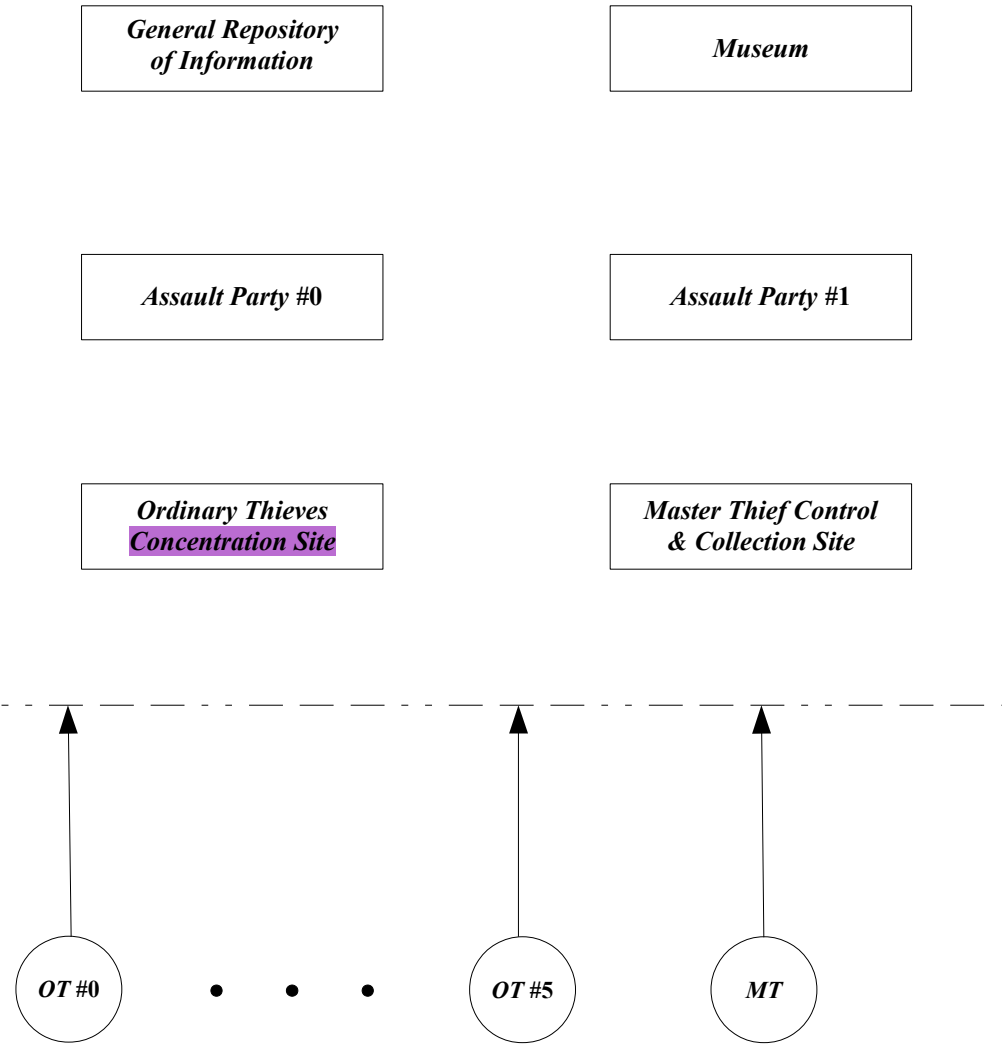 General Repository
of Information
Museum
Assault Party #0
Assault Party #1
Ordinary Thieves
Concentration Site
Master Thief Control
& Collection Site
OT #0
OT #5
MT